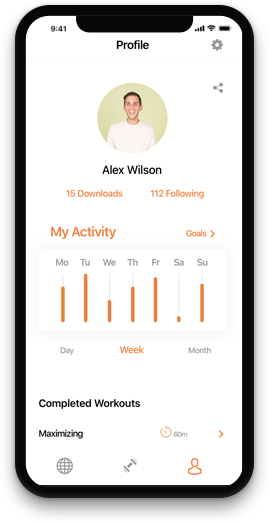 9:41
Profile
Alex Wilson
15 Downloads 112 Following
My Activity Goals
Mo Tu We Th Fr Sa Su
Day Week Month
Completed Workouts
Maximizing 60m